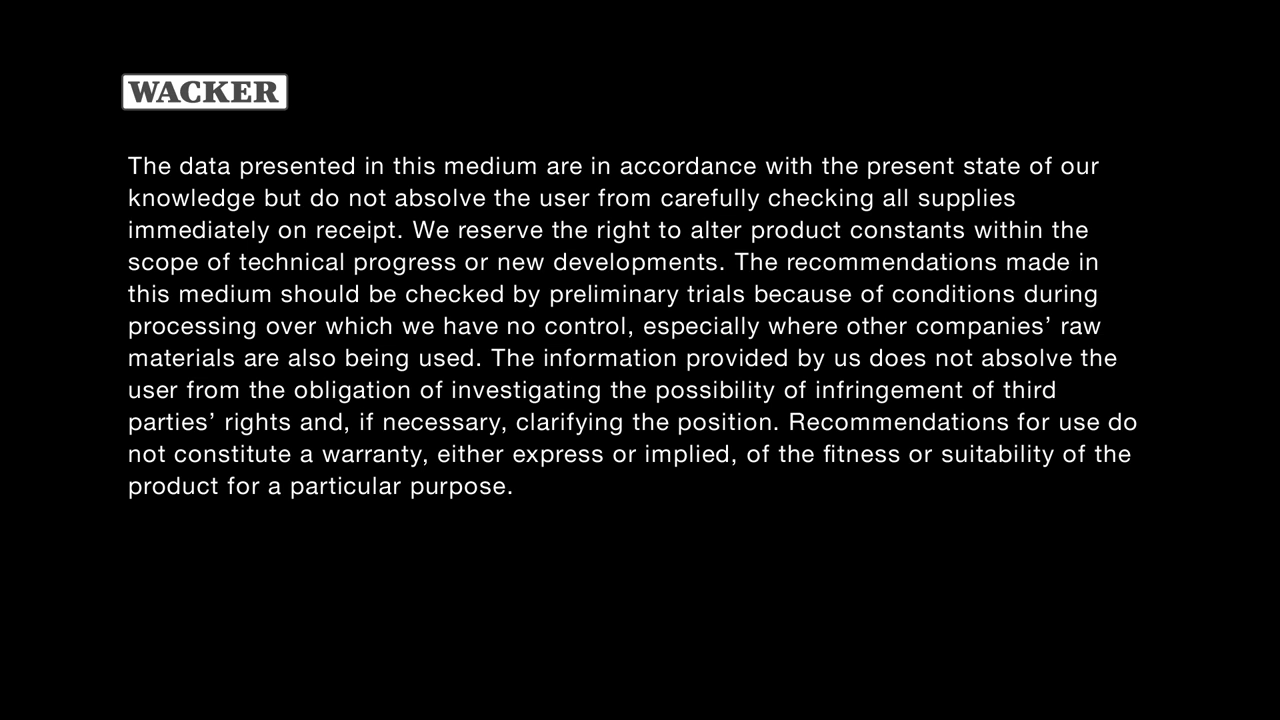 WACKER
The data presented in this medium are in accordance with the present state of our
knowledge but do not absolve the user from carefully checking all supplies
immediately on receipt. We reserve the right to alter product constants within the
scope of technical progress or new developments. The recommendations made in
this medium should be checked by preliminary trials because of conditions during
processing over which we have no control, especially where other companies’ raw
materials are also being used. The information provided by us does not absolve the
user from the obligation of investigating the possibility of infringement of third
parties’ rights and, if necessary, clarifying the position. Recommendations for use do
not constitute a warranty, either express or implied, of the fitness or suitability of the
product for a particular purpose.